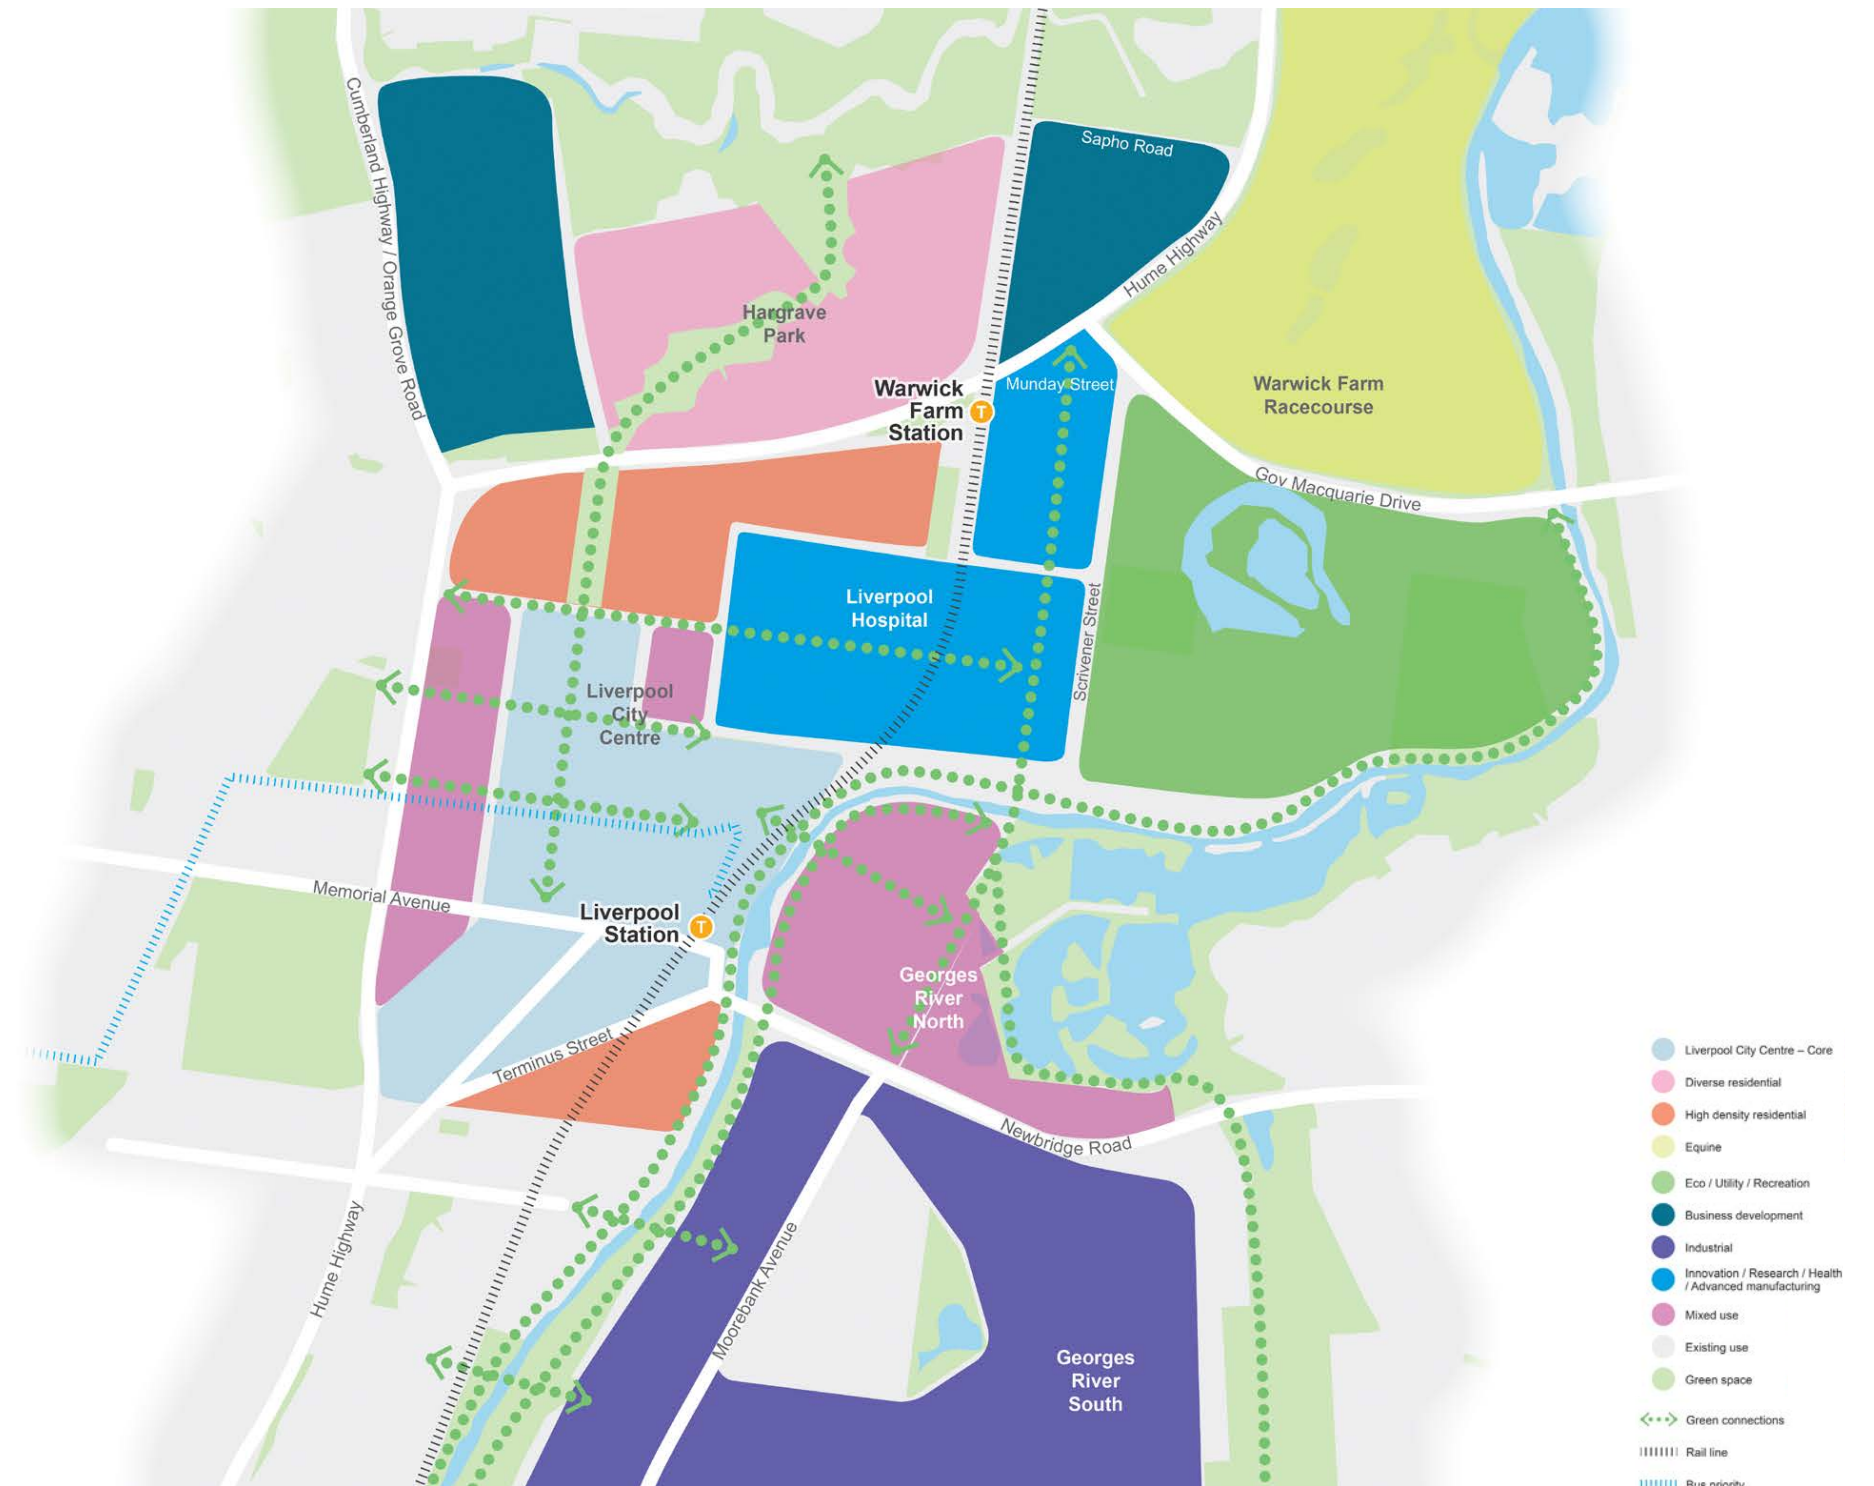 Cumberland Highway / Orange Grove Road
Sapho Road
Hume Highway
Hargrave
Park
Warwick
Farm
Station
T
Munday Street
Warwick Farm
Racecourse
Gov Macquarie Drive
Liverpool
Hospital
Scrivener Street
Liverpool
City
Centre
Memorial Avenue
Liverpool
Station
T
Georges
River
North
Terminus Street
Newbridge Road
Hume Highway
Moorebank Avenue
Georges
River
South
Liverpool City Centre – Core
Diverse residential
High density residential
Equine
Eco / Utility / Recreation
Business development
Industrial
Innovation / Research / Health
/ Advanced manufacturing
Mixed use
Existing use
Green space
Green connections
Rail line
Bus priority